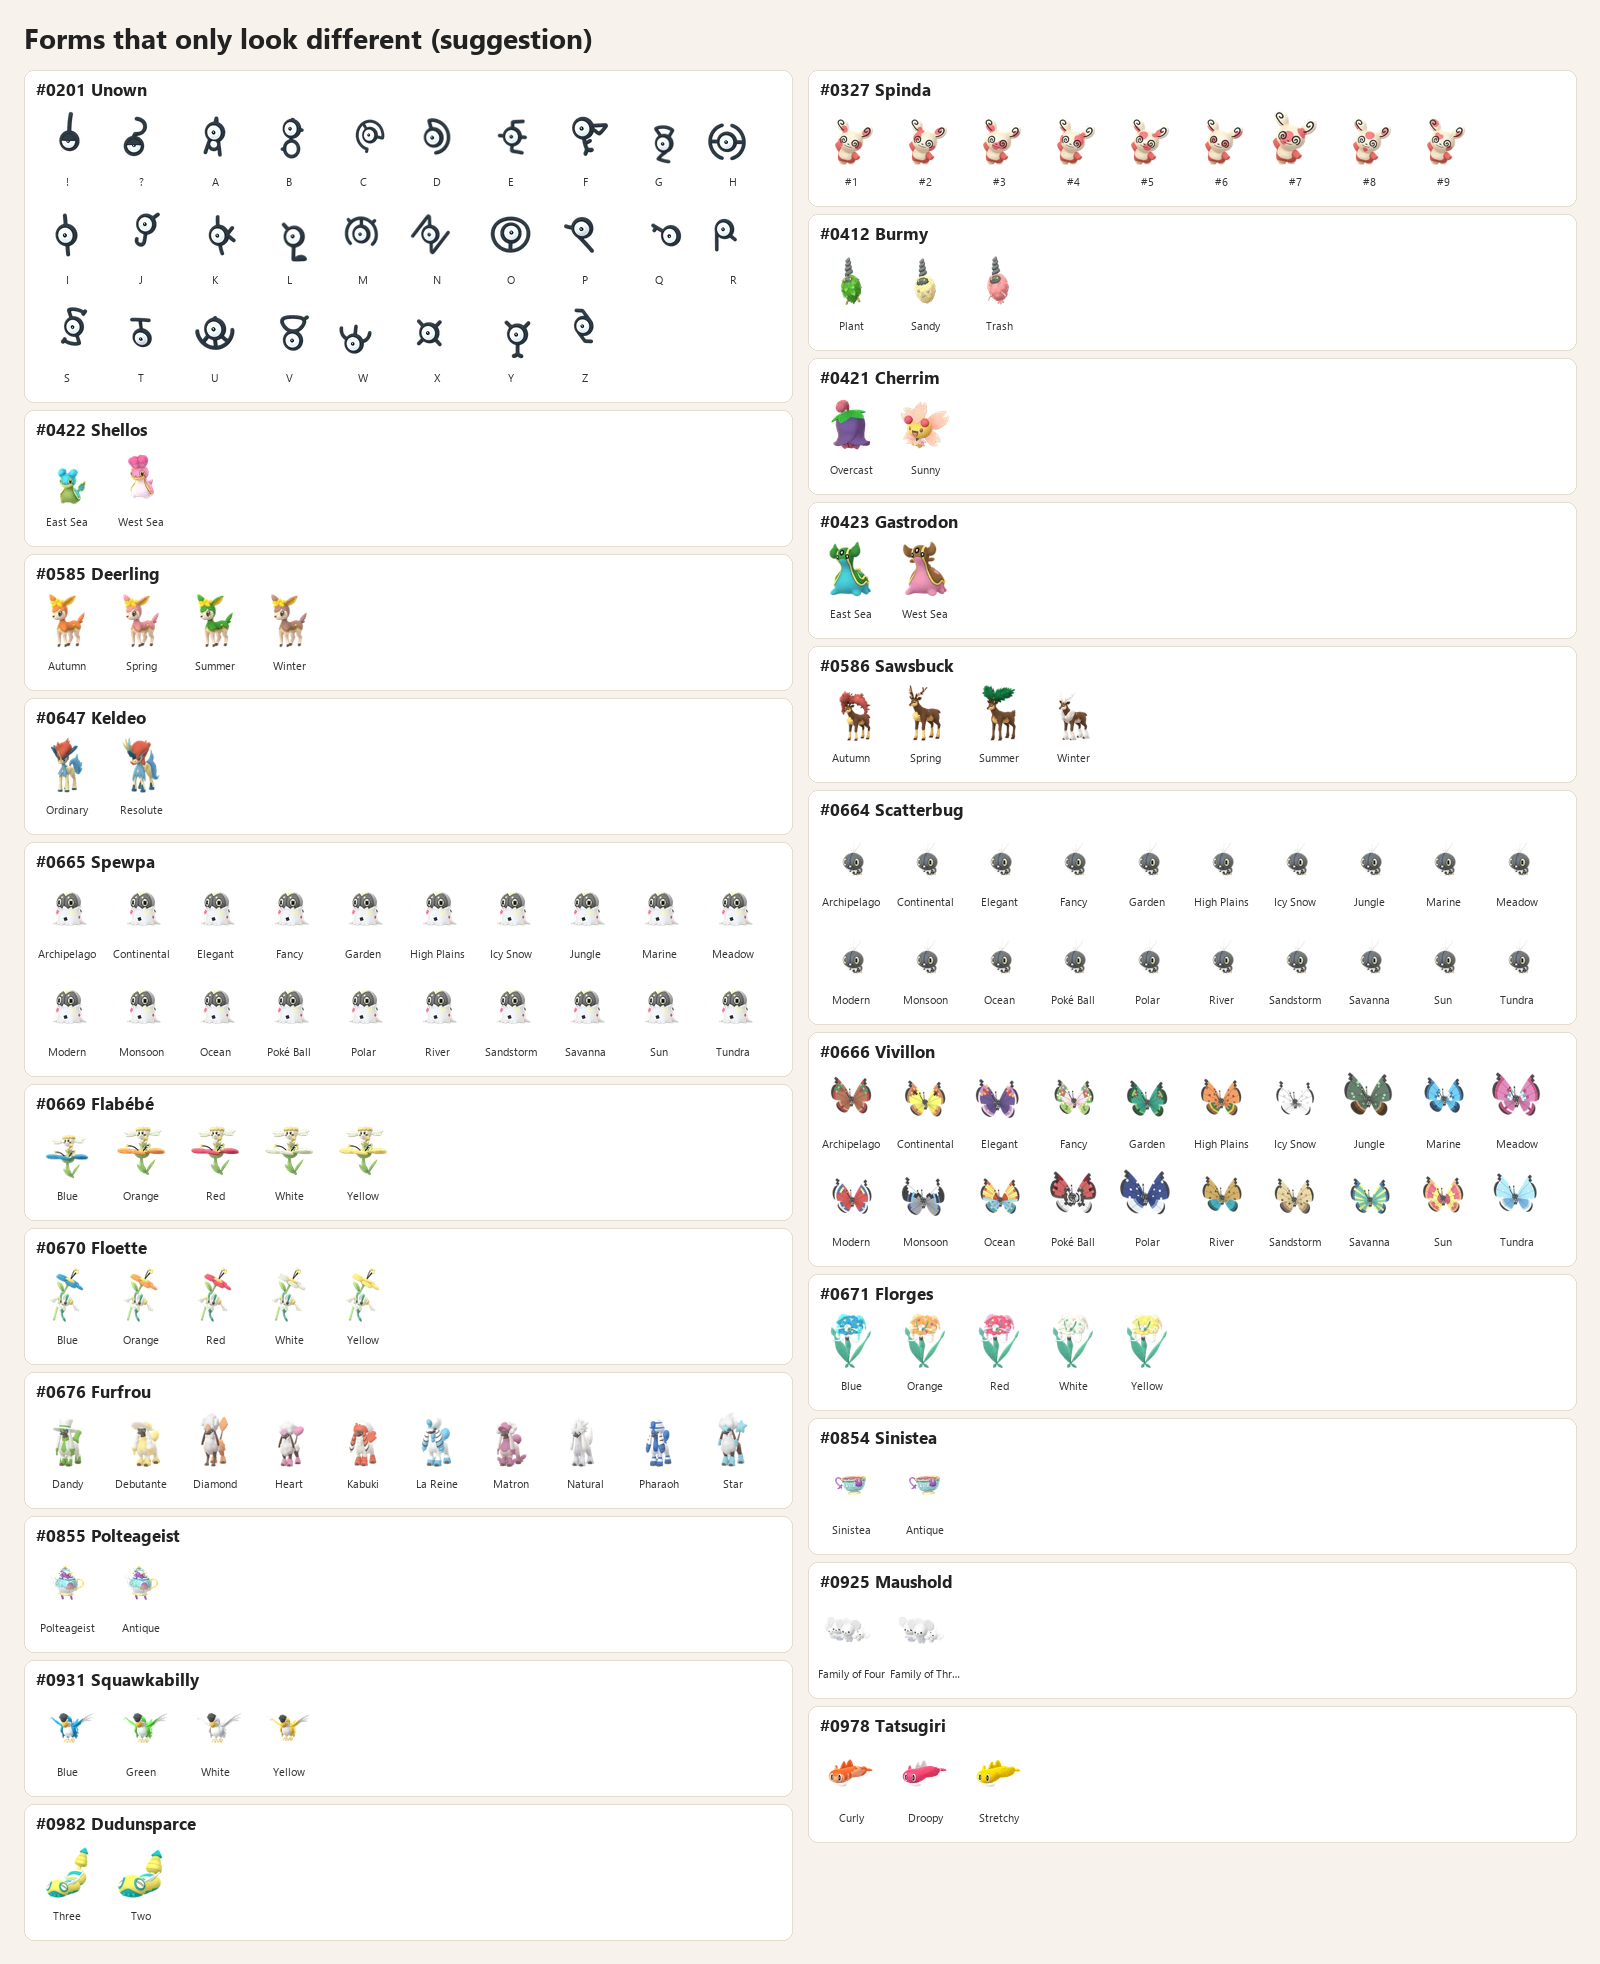 Forms that only look different (suggestion)
#0201 Unown
! ? A B C D E F G H
I J K L M N O P Q R
S T U V W X Y Z
#0327 Spinda
#1 #2 #3 #4 #5 #6 #7 #8 #9
#0412 Burmy
Plant Sandy Trash
#0421 Cherrim
Overcast Sunny
#0422 Shellos
East Sea West Sea
#0423 Gastrodon
East Sea West Sea
#0585 Deerling
Autumn Spring Summer Winter
#0586 Sawsbuck
Autumn Spring Summer Winter
#0647 Keldeo
Ordinary Resolute
#0664 Scatterbug
Archipelago Continental Elegant Fancy Garden High Plains Icy Snow Jungle Marine Meadow
Modern Monsoon Ocean Poké Ball Polar River Sandstorm Savanna Sun Tundra
#0665 Spewpa
Archipelago Continental Elegant Fancy Garden High Plains Icy Snow Jungle Marine Meadow
Modern Monsoon Ocean Poké Ball Polar River Sandstorm Savanna Sun Tundra
#0666 Vivillon
Archipelago Continental Elegant Fancy Garden High Plains Icy Snow Jungle Marine Meadow
Modern Monsoon Ocean Poké Ball Polar River Sandstorm Savanna Sun Tundra
#0669 Flabébé
Blue Orange Red White Yellow
#0670 Floette
Blue Orange Red White Yellow
#0671 Florges
Blue Orange Red White Yellow
#0676 Furfrou
Dandy Debutante Diamond Heart Kabuki La Reine Matron Natural Pharaoh Star
#0854 Sinistea
Sinistea Antique
#0855 Polteageist
Polteageist Antique
#0925 Maushold
Family of Four Family of Thr...
#0931 Squawkabilly
Blue Green White Yellow
#0978 Tatsugiri
Curly Droopy Stretchy
#0982 Dudunsparce
Three Two